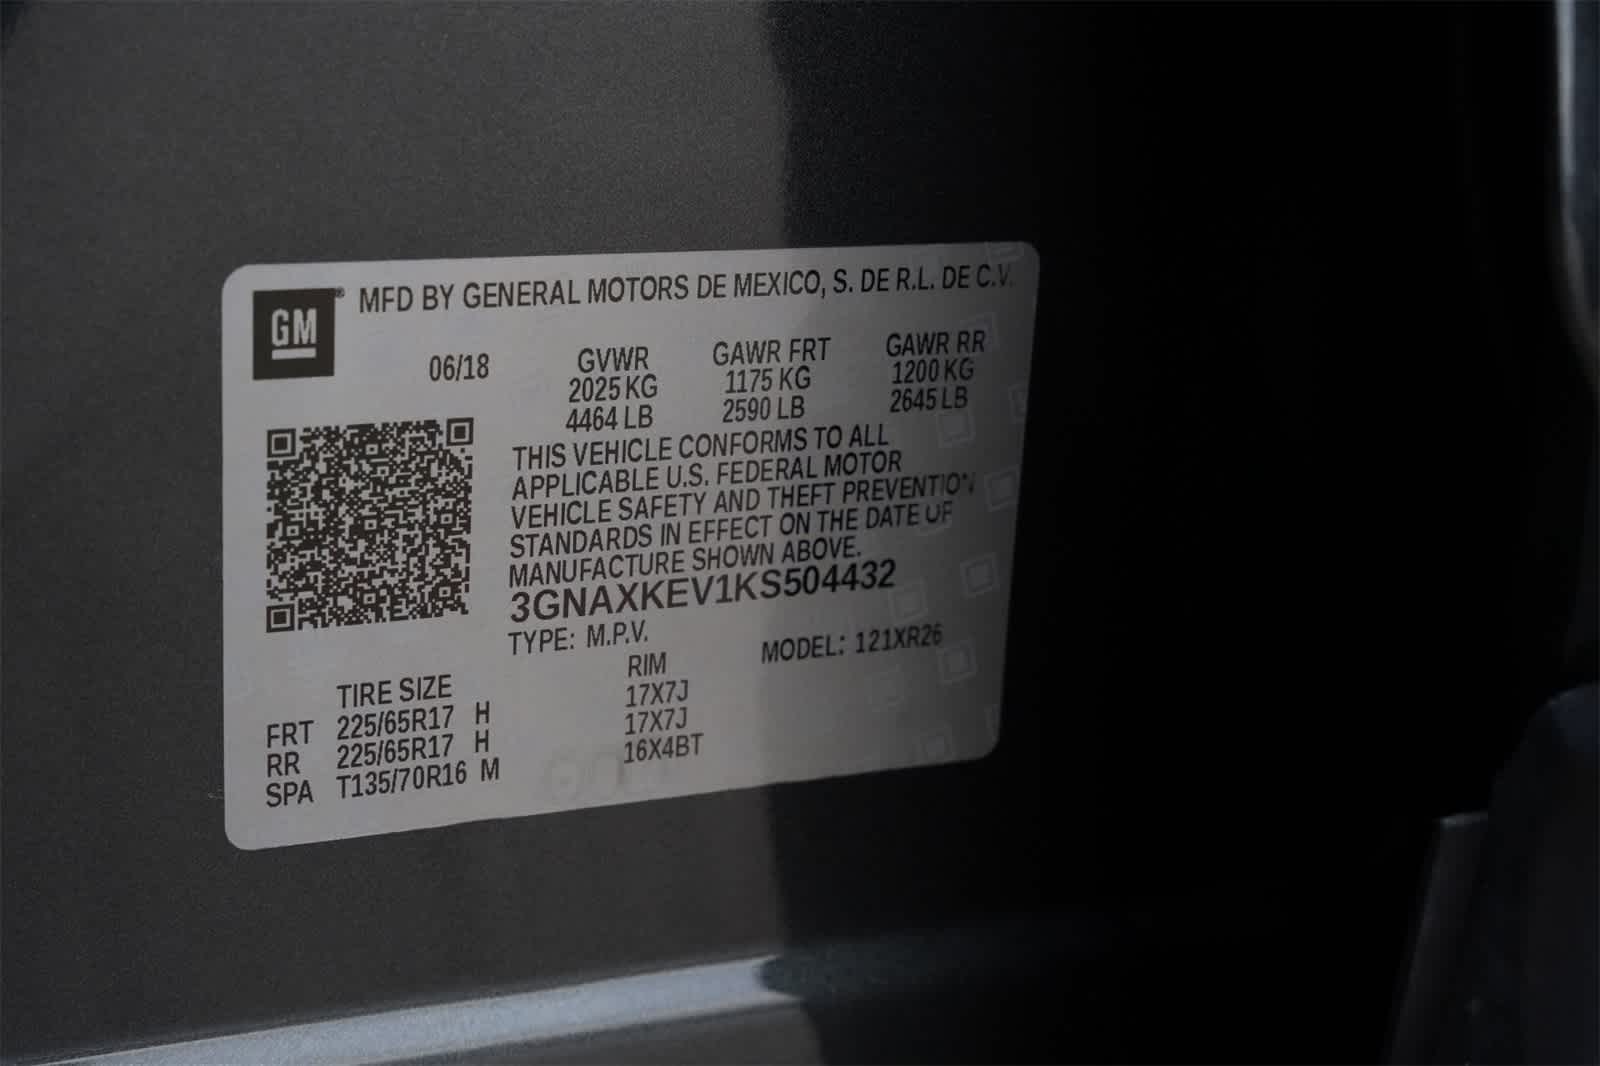 GM® MFD BY GENERAL MOTORS DE MEXICO, S. DE R.L. DE C.V.
06/18 GVWR GAWR FRT GAWR RR
2025 KG 1175 KG 1200 KG
4464 LB 2590 LB 2645 LB
THIS VEHICLE CONFORMS TO ALL
APPLICABLE U.S. FEDERAL MOTOR
VEHICLE SAFETY AND THEFT PREVENTION
STANDARDS IN EFFECT ON THE DATE OF
MANUFACTURE SHOWN ABOVE.
3GNAXKEV1KS504432
TYPE: M.P.V. MODEL: 121XR26
TIRE SIZE RIM
FRT 225/65R17 H 17X7J
RR 225/65R17 H 17X7J
SPA T135/70R16 M 16X4BT